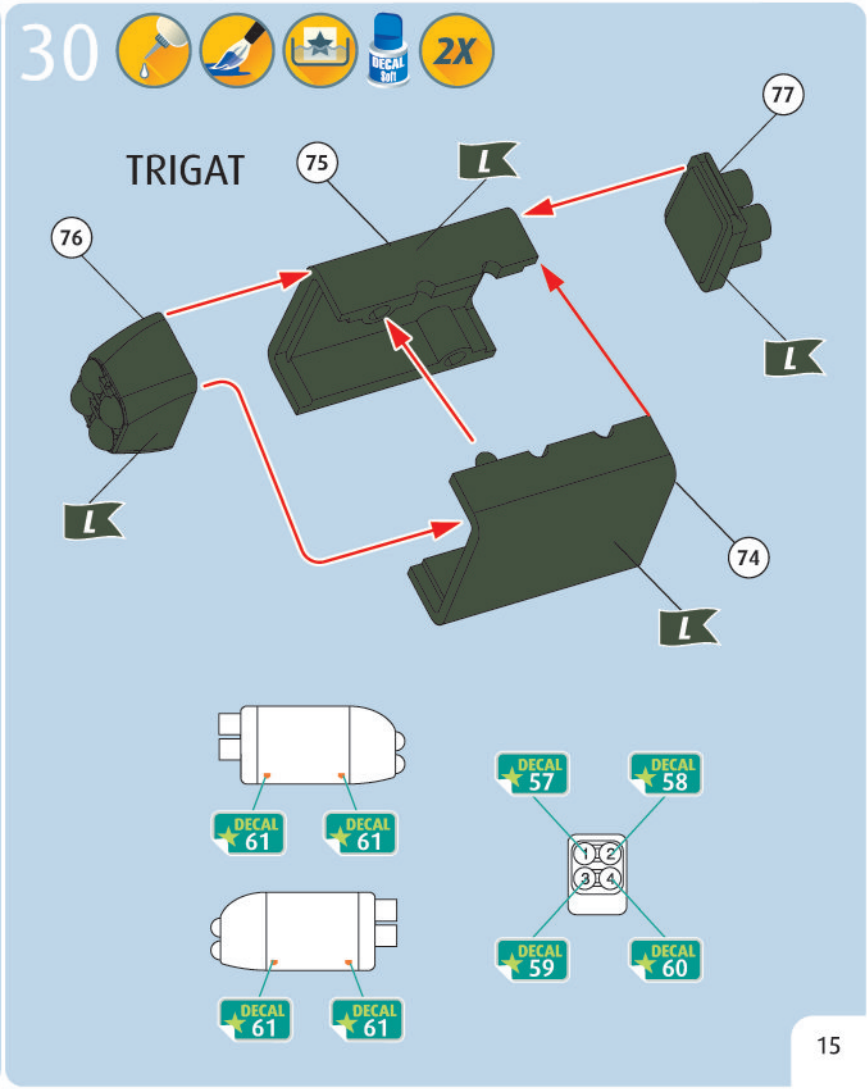 30
DECAL
Soft
2X
TRIGAT
75
L
77
76
L
L
74
L
DECAL
61
DECAL
61
DECAL
57
DECAL
58
1 2
3 4
DECAL
59
DECAL
60
DECAL
61
DECAL
61
15